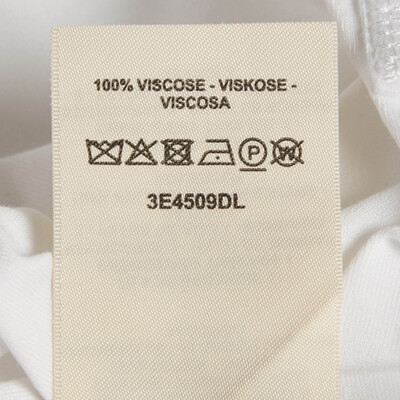 100% VISCOSE - VISKOSE -
VISCOSA
P W
3E4509DL